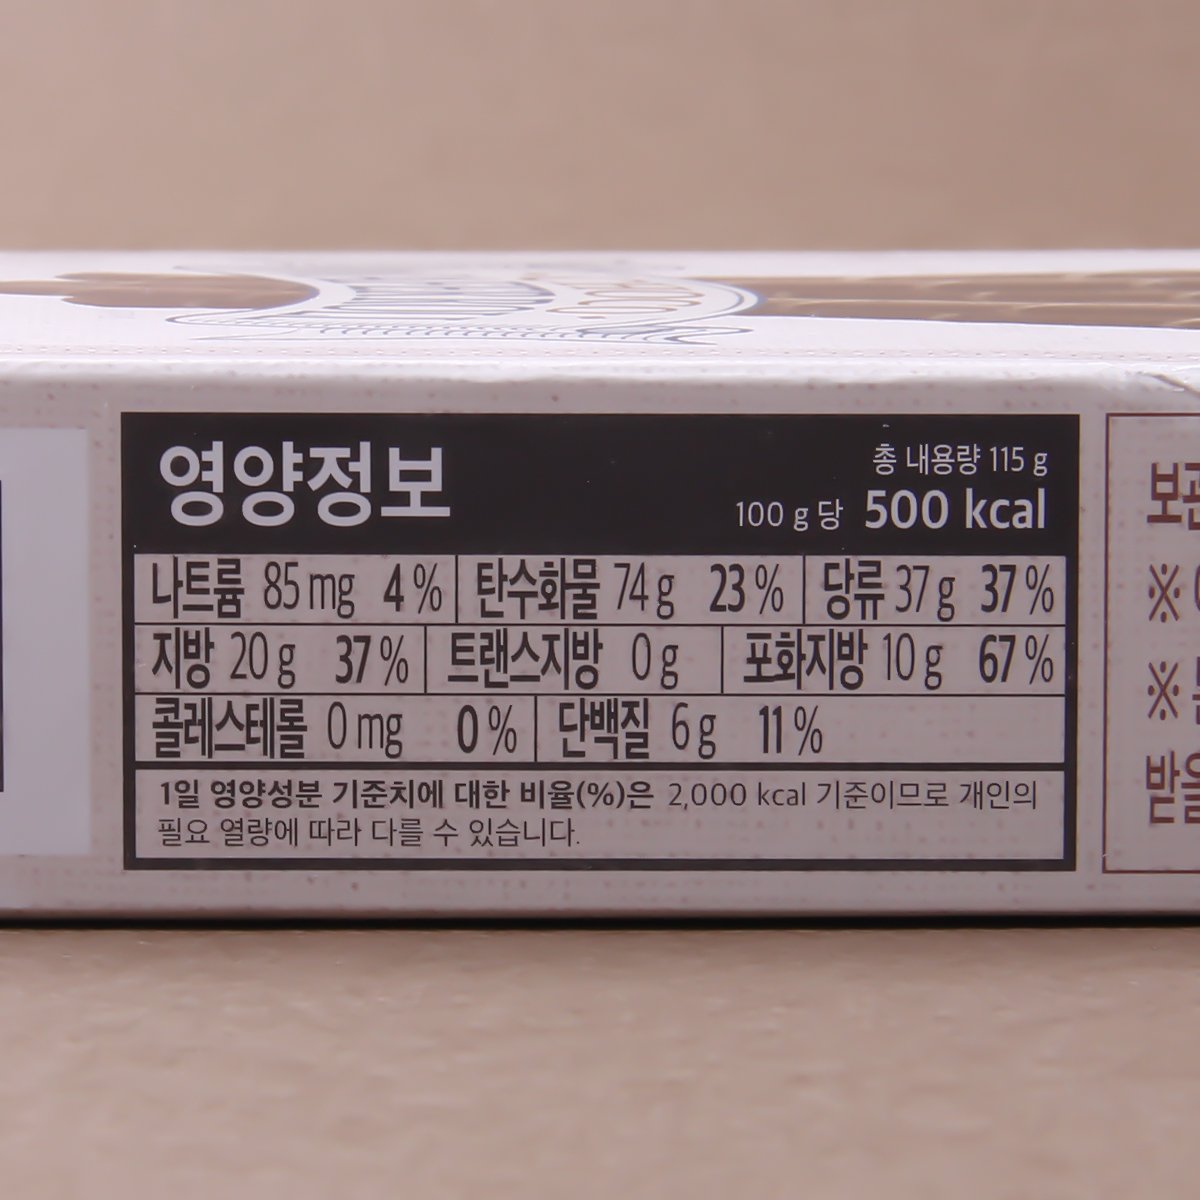 영양정보
총 내용량 115 g
100 g 당 500 kcal
나트륨 85 mg 4 % 탄수화물 74 g 23 % 당류 37 g 37 %
지방 20 g 37 % 트랜스지방 0 g 포화지방 10 g 67 %
콜레스테롤 0 mg 0 % 단백질 6 g 11 %
1일 영양성분 기준치에 대한 비율(%)은 2,000 kcal 기준이므로 개인의
필요 열량에 따라 다를 수 있습니다.
※
※